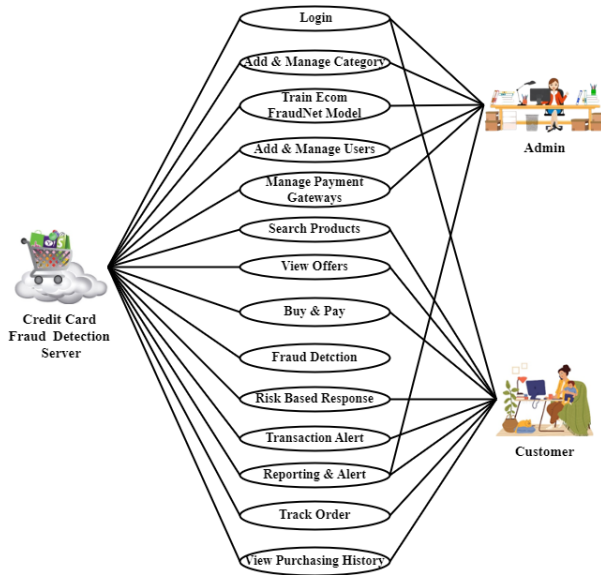 Login
Add & Manage Category
Train Ecom
FraudNet Model
Add & Manage Users
Manage Payment
Gateways
Search Products
View Offers
Buy & Pay
Fraud Detction
Risk Based Response
Transaction Alert
Reporting & Alert
Track Order
View Purchasing History
Credit Card
Fraud Detection
Server
Admin
Customer